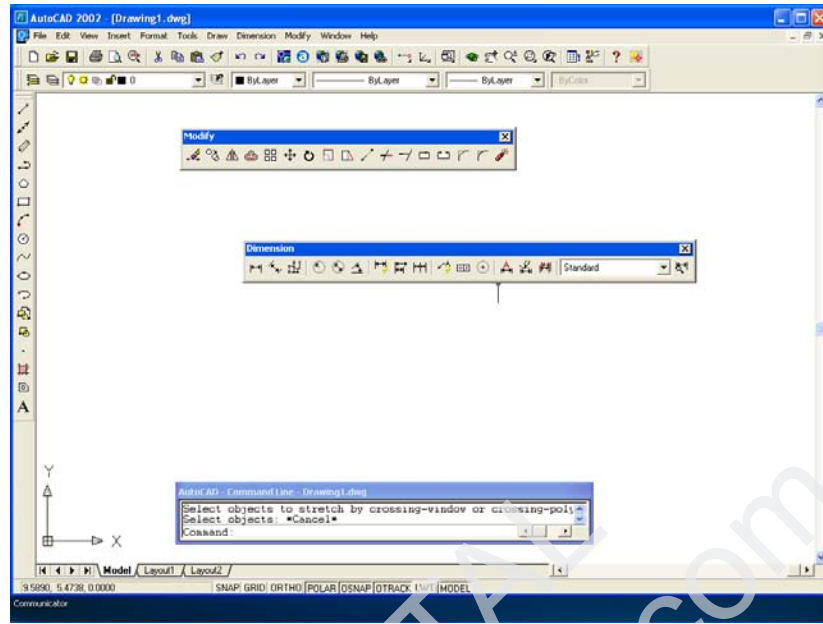 AutoCAD 2002 - [Drawing1.dwg]
File Edit View Insert Format Tools Draw Dimension Modify Window Help
0 ByLayer ByLayer ByLayer ByColor
Modify
Dimension
Standard
A
Y
X
AutoCAD - Command Line - Drawing1.dwg
Select objects to stretch by crossing-window or crossing-poly
Select objects: *Cancel*
Command:
Model Layout1 Layout2
9.5890, 5.4738, 0.0000 SNAP GRID ORTHO POLAR OSNAP OTRACK LWT MODEL
Communicator